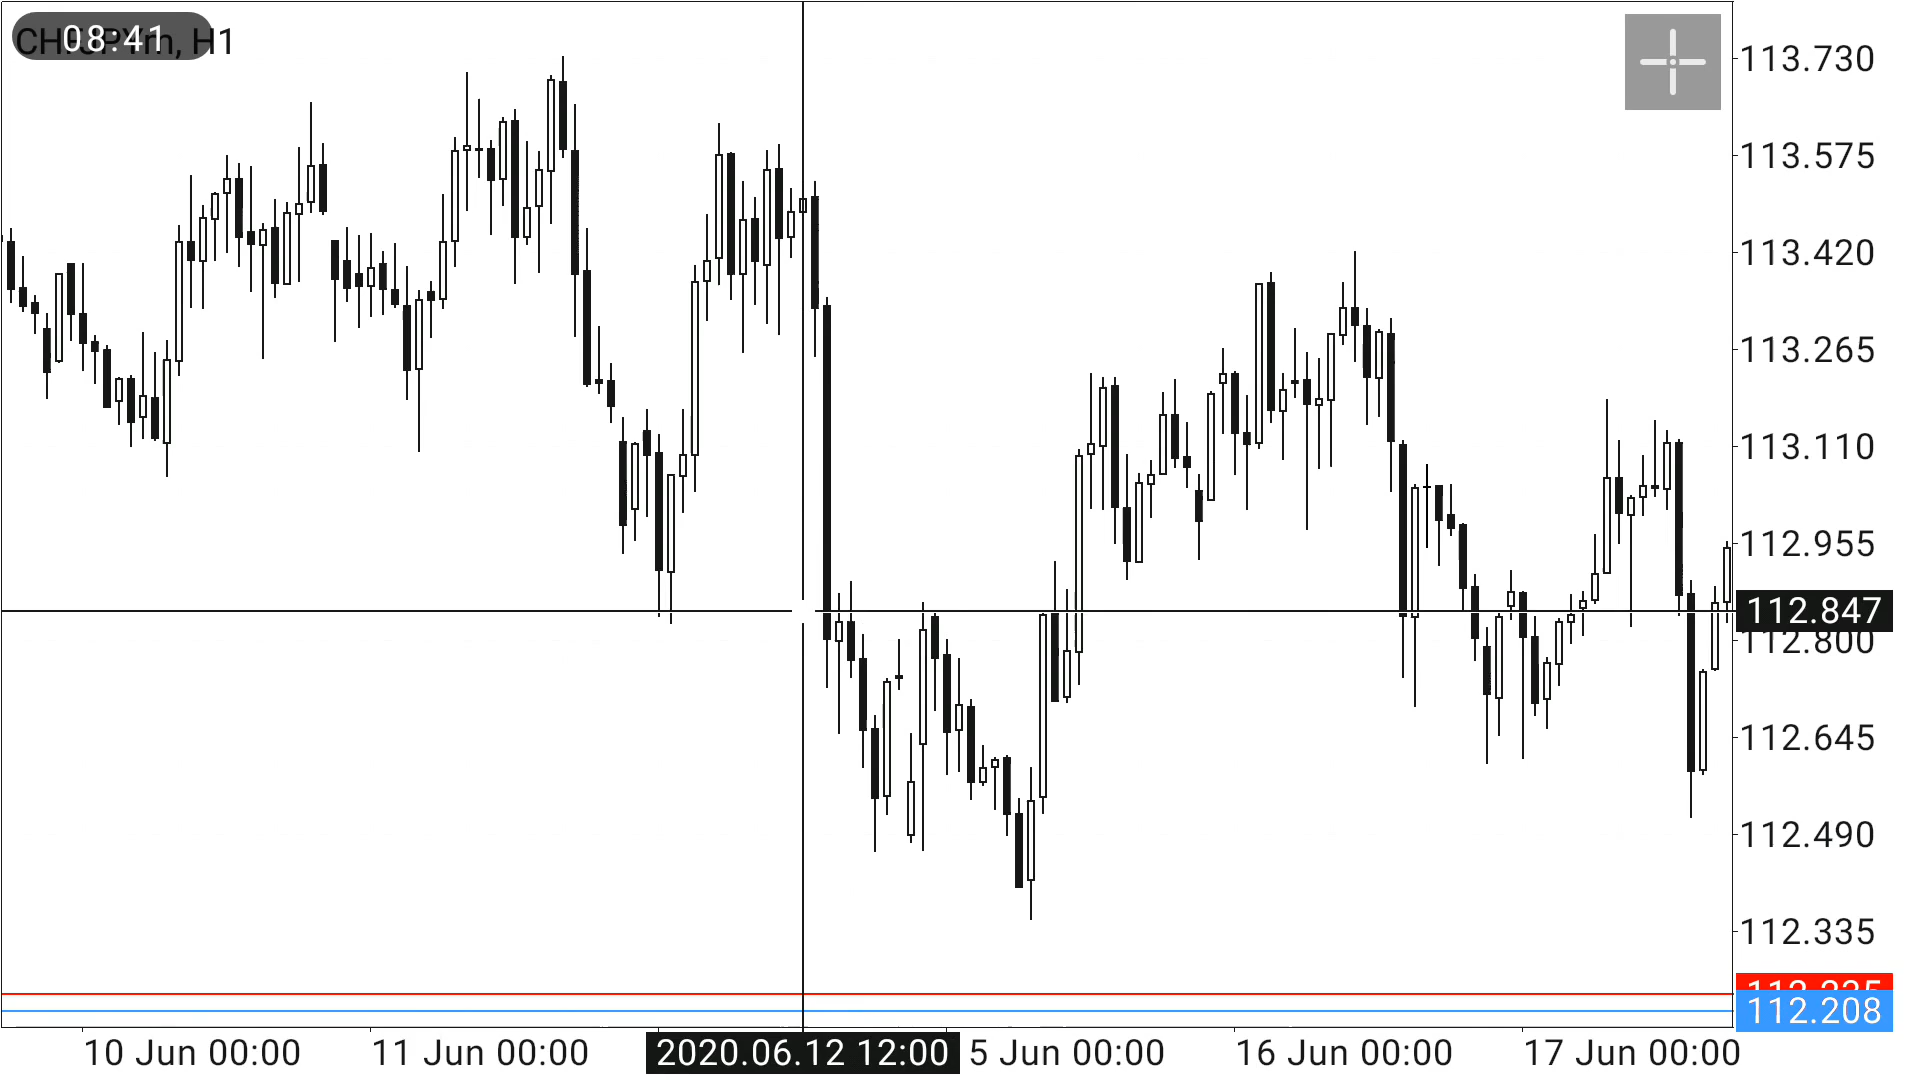 08:41
H1
113.730
113.575
113.420
113.265
113.110
112.955
112.847
112.800
112.645
112.490
112.335
112.208
10 Jun 00:00
11 Jun 00:00
2020.06.12 12:00
5 Jun 00:00
16 Jun 00:00
17 Jun 00:00